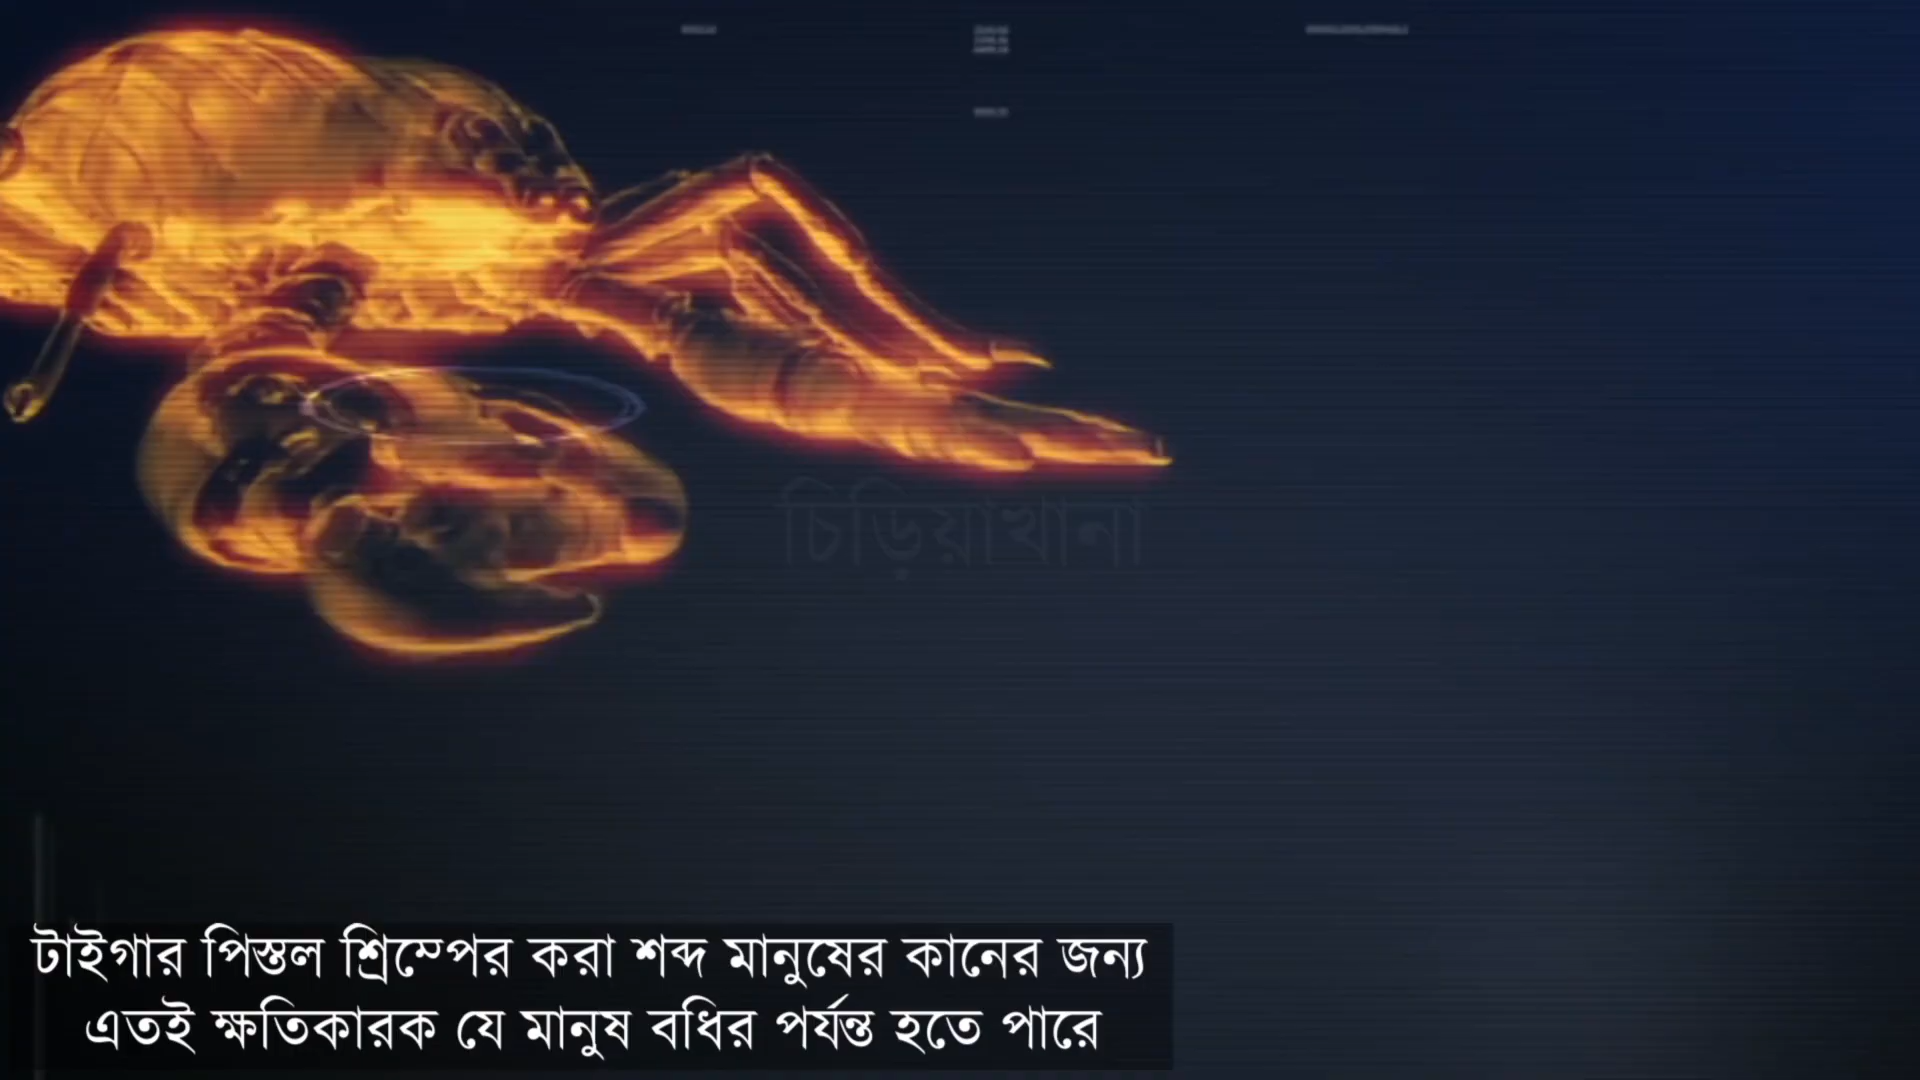 চিড়িয়াখানা
টাইগার পিস্তল শ্রিম্পের করা শব্দ মানুষের কানের জন্য
এতই ক্ষতিকারক যে মানুষ বধির পর্যন্ত হতে পারে